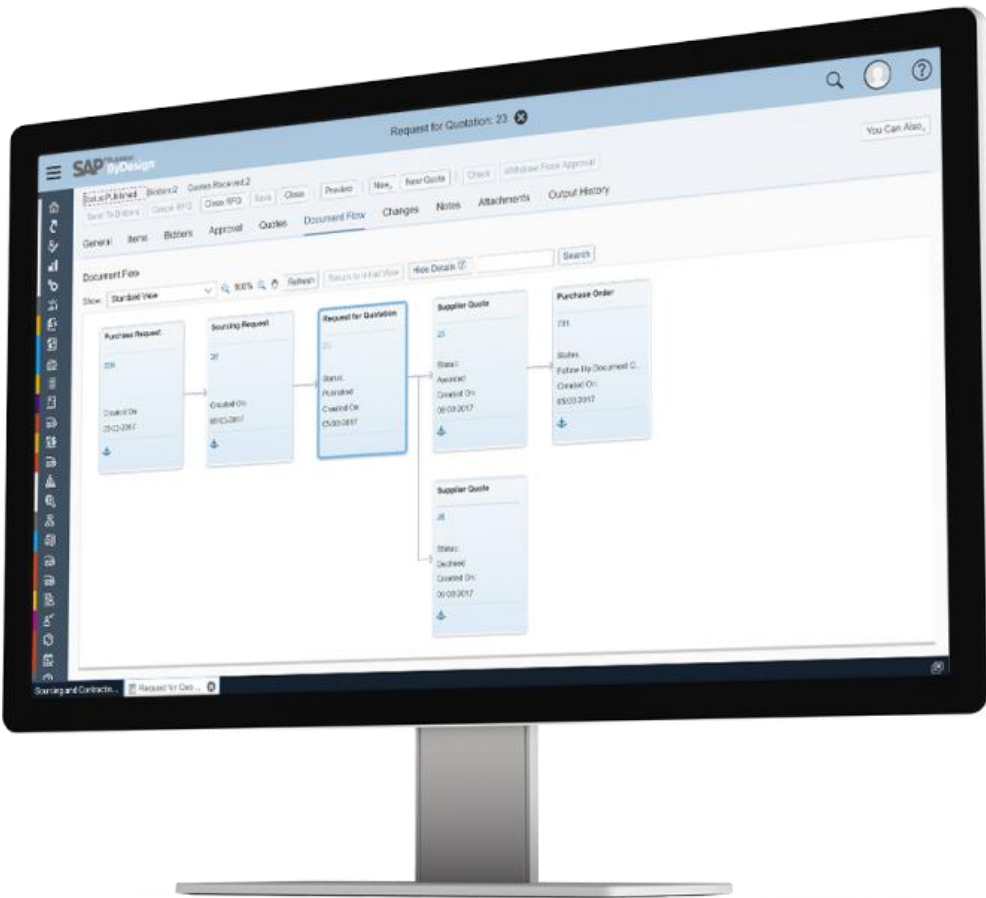 Request for Quotation: 23
SAP Business ByDesign
You Can Also
Status:Published Bidders:2 Quotes Received:2
Send To Bidders Cancel RFQ Close RFQ Save Close Preview New New Quote Check Withdraw From Approval
General Items Bidders Approval Quotes Document Flow Changes Notes Attachments Output History
Document Flow
Show: Standard View 100% Refresh Return to Initial View Hide Details Search
Purchase Request
Created On:
Sourcing Request
Created On:
Request for Quotation
Status:
Published
Created On:
Supplier Quote
Status:
Awarded
Created On:
Purchase Order
Status:
Follow Up Document C...
Created On:
Supplier Quote
Status:
Declined
Created On:
Sourcing and Contractin... Request for Quo...